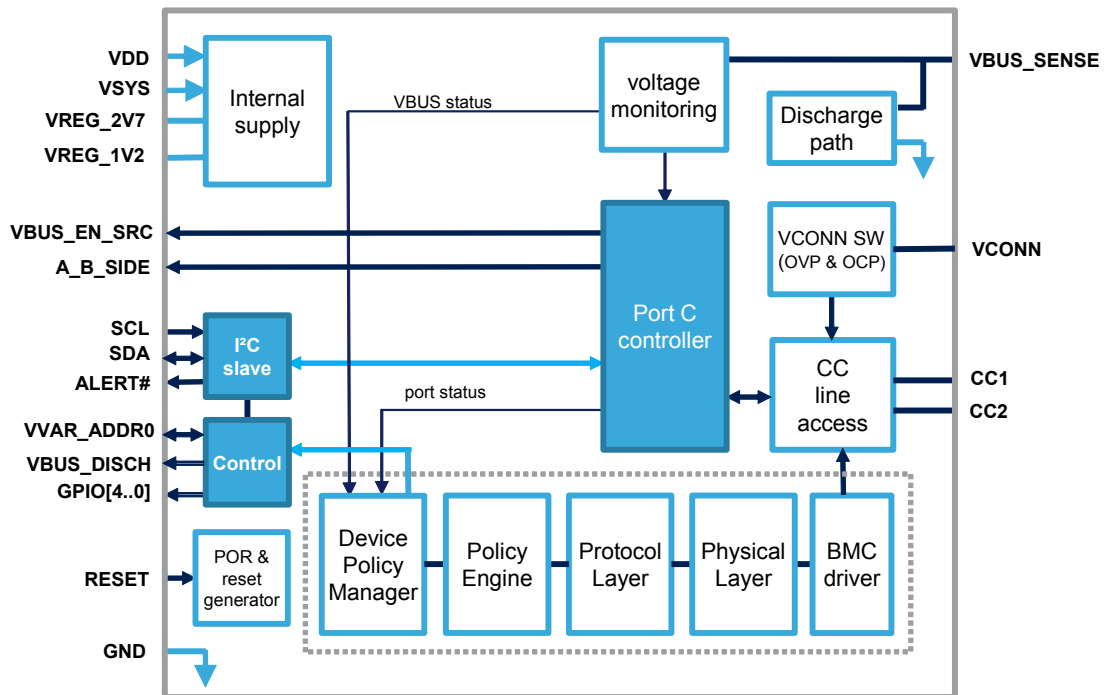 VDD
VSYS
VREG_2V7
VREG_1V2
Internal
supply
VBUS status
voltage
monitoring
VBUS_SENSE
Discharge
path
VBUS_EN_SRC
A_B_SIDE
Port C
controller
VCONN SW
(OVP & OCP)
VCONN
SCL
SDA
ALERT#
I²C
slave
port status
CC
line
access
CC1
CC2
VVAR_ADDR0
VBUS_DISCH
GPIO[4..0]
Control
RESET
POR &
reset
generator
Device
Policy
Manager
Policy
Engine
Protocol
Layer
Physical
Layer
BMC
driver
GND